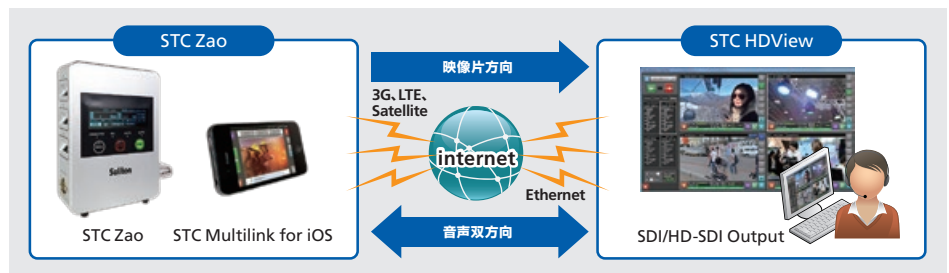 STC Zao
STC HDView
映像片方向
3G、LTE、
Satellite
internet
Ethernet
Soliton
STC Zao
STC Multilink for iOS
音声双方向
SDI/HD-SDI Output